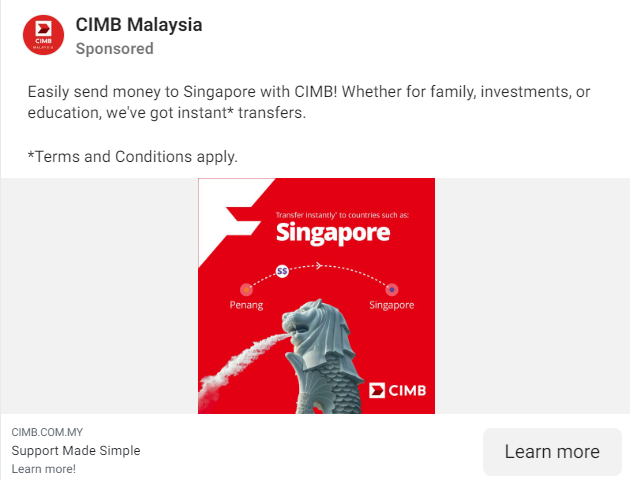 CIMB
MALAYSIA
CIMB Malaysia
Sponsored
Easily send money to Singapore with CIMB! Whether for family, investments, or
education, we've got instant* transfers.
*Terms and Conditions apply.
Transfer instantly* to countries such as:
Singapore
S$
Penang
Singapore
CIMB
CIMB.COM.MY
Support Made Simple
Learn more!
Learn more